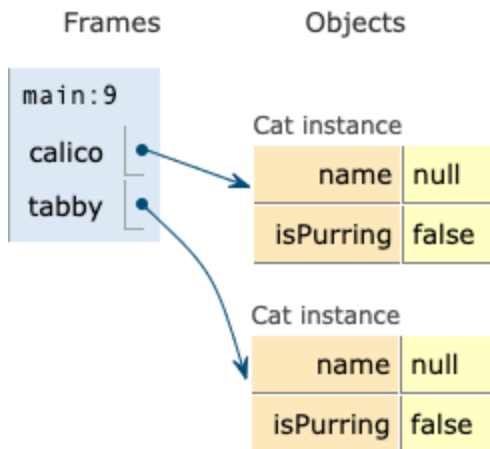 Frames Objects
main:9
calico
tabby
Cat instance
name null
isPurring false
Cat instance
name null
isPurring false